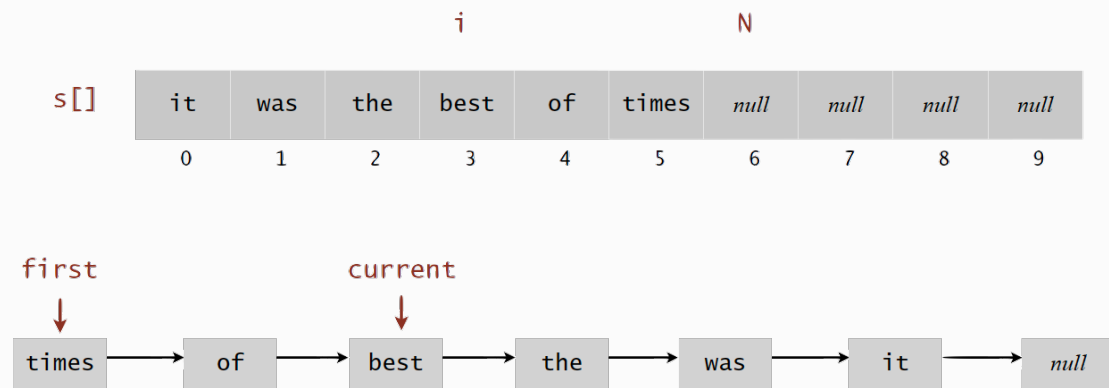 i N
s[] it was the best of times null null null null
0 1 2 3 4 5 6 7 8 9
first current
times of best the was it null